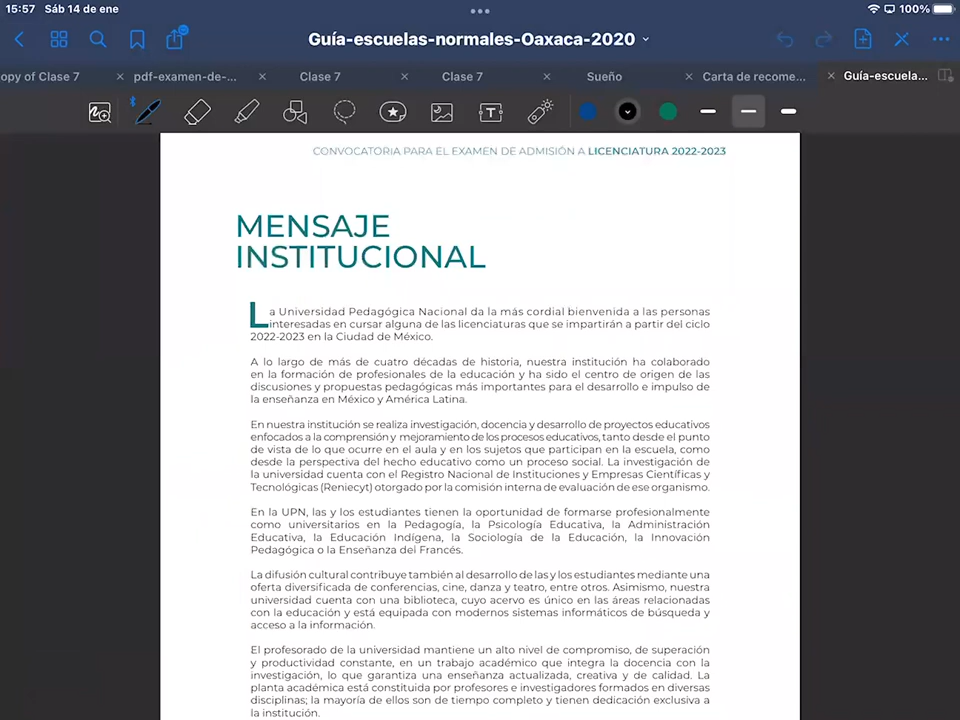 15:57 Sáb 14 de ene
100%
Guía-escuelas-normales-Oaxaca-2020
opy of Clase 7
pdf-examen-de-...
Clase 7
Clase 7
Sueño
Carta de recome...
Guía-escuela...
CONVOCATORIA PARA EL EXAMEN DE ADMISIÓN A LICENCIATURA 2022-2023
MENSAJE
INSTITUCIONAL
La Universidad Pedagógica Nacional da la más cordial bienvenida a las personas
interesadas en cursar alguna de las licenciaturas que se impartirán a partir del ciclo
2022-2023 en la Ciudad de México.
A lo largo de más de cuatro décadas de historia, nuestra institución ha colaborado
en la formación de profesionales de la educación y ha sido el centro de origen de las
discusiones y propuestas pedagógicas más importantes para el desarrollo e impulso de
la enseñanza en México y América Latina.
En nuestra institución se realiza investigación, docencia y desarrollo de proyectos educativos
enfocados a la comprensión y mejoramiento de los procesos educativos, tanto desde el punto
de vista de lo que ocurre en el aula y en los sujetos que participan en la escuela, como
desde la perspectiva del hecho educativo como un proceso social. La investigación de
la universidad cuenta con el Registro Nacional de Instituciones y Empresas Científicas y
Tecnológicas (Reniecyt) otorgado por la comisión interna de evaluación de ese organismo.
En la UPN, las y los estudiantes tienen la oportunidad de formarse profesionalmente
como universitarios en la Pedagogía, la Psicología Educativa, la Administración
Educativa, la Educación Indígena, la Sociología de la Educación, la Innovación
Pedagógica o la Enseñanza del Francés.
La difusión cultural contribuye también al desarrollo de las y los estudiantes mediante una
oferta diversificada de conferencias, cine, danza y teatro, entre otros. Asimismo, nuestra
universidad cuenta con una biblioteca, cuyo acervo es único en las áreas relacionadas
con la educación y está equipada con modernos sistemas informáticos de búsqueda y
acceso a la información.
El profesorado de la universidad mantiene un alto nivel de compromiso, de superación
y productividad constante, en un trabajo académico que integra la docencia con la
investigación, lo que garantiza una enseñanza actualizada, creativa y de calidad. La
planta académica está constituida por profesores e investigadores formados en diversas
disciplinas; la mayoría de ellos son de tiempo completo y tienen dedicación exclusiva a
la institución.